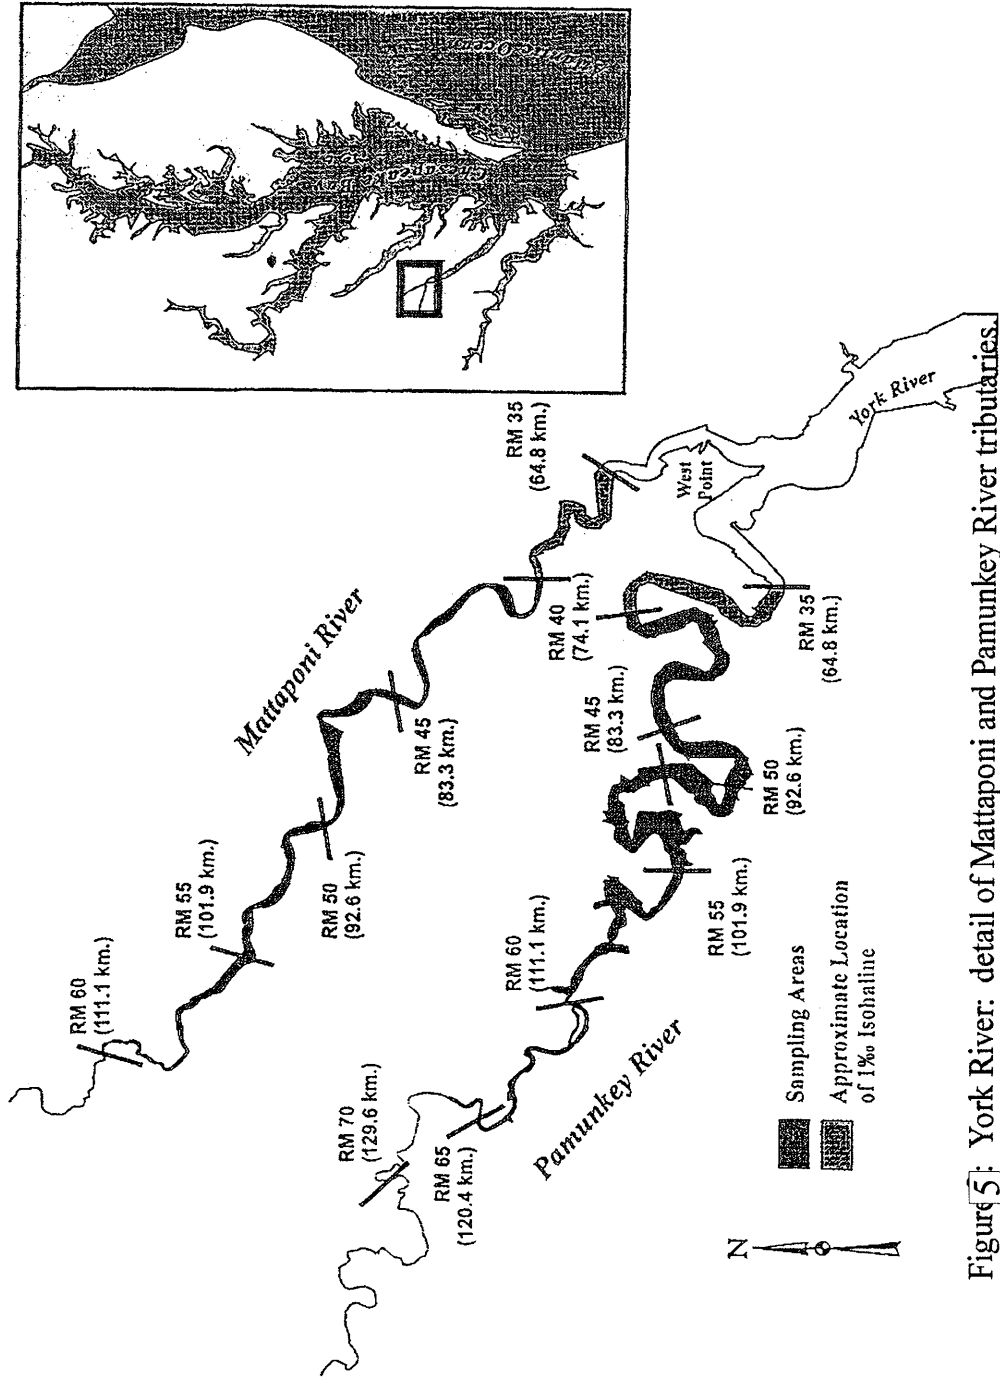 Atlantic Ocean
Chesapeake Bay
Mattaponi River
RM 35
(64.8 km.)
RM 40
(74.1 km.)
RM 45
(83.3 km.)
RM 50
(92.6 km.)
RM 55
(101.9 km.)
RM 60
(111.1 km.)
West
Point
York River
Pamunkey River
RM 35
(64.8 km.)
RM 45
(83.3 km.)
RM 50
(92.6 km.)
RM 55
(101.9 km.)
RM 60
(111.1 km.)
RM 65
(120.4 km.)
RM 70
(129.6 km.)
Sampling Areas
Approximate Location
of 1‰ Isohaline
N
Figure 5: York River: detail of Mattaponi and Pamunkey River tributaries.